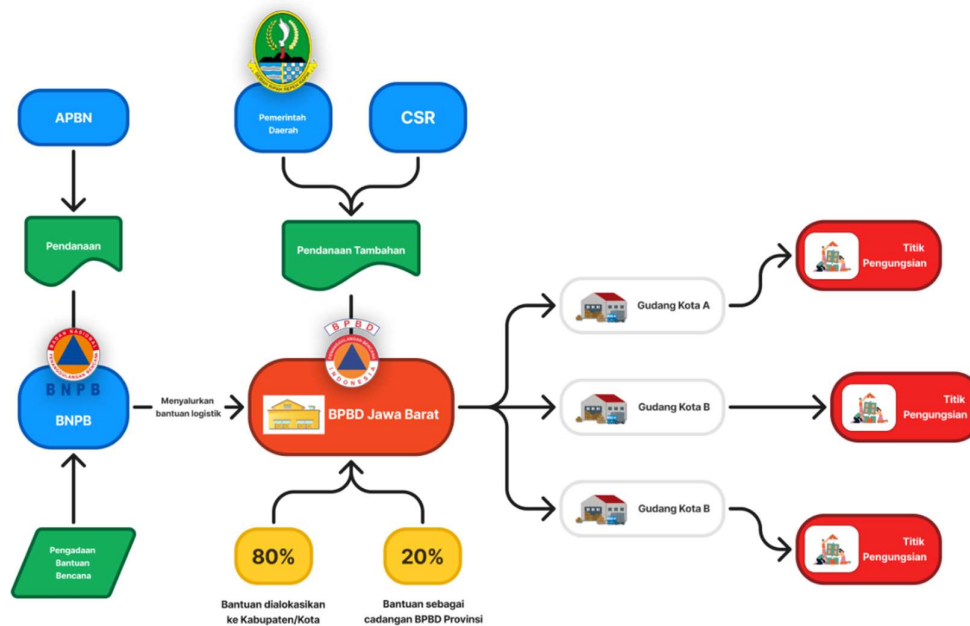 APBN
Pemerintah
Daerah
CSR
Pendanaan
Pendanaan Tambahan
BNPB
BNPB
Menyalurkan
bantuan logistik
BPBD
INDONESIA
BPBD Jawa Barat
Gudang Kota A
Gudang Kota B
Gudang Kota B
Titik
Pengungsian
Titik
Pengungsian
Titik
Pengungsian
Pengadaan
Bantuan
Bencana
80%
20%
Bantuan dialokasikan
ke Kabupaten/Kota
Bantuan sebagai
cadangan BPBD Provinsi